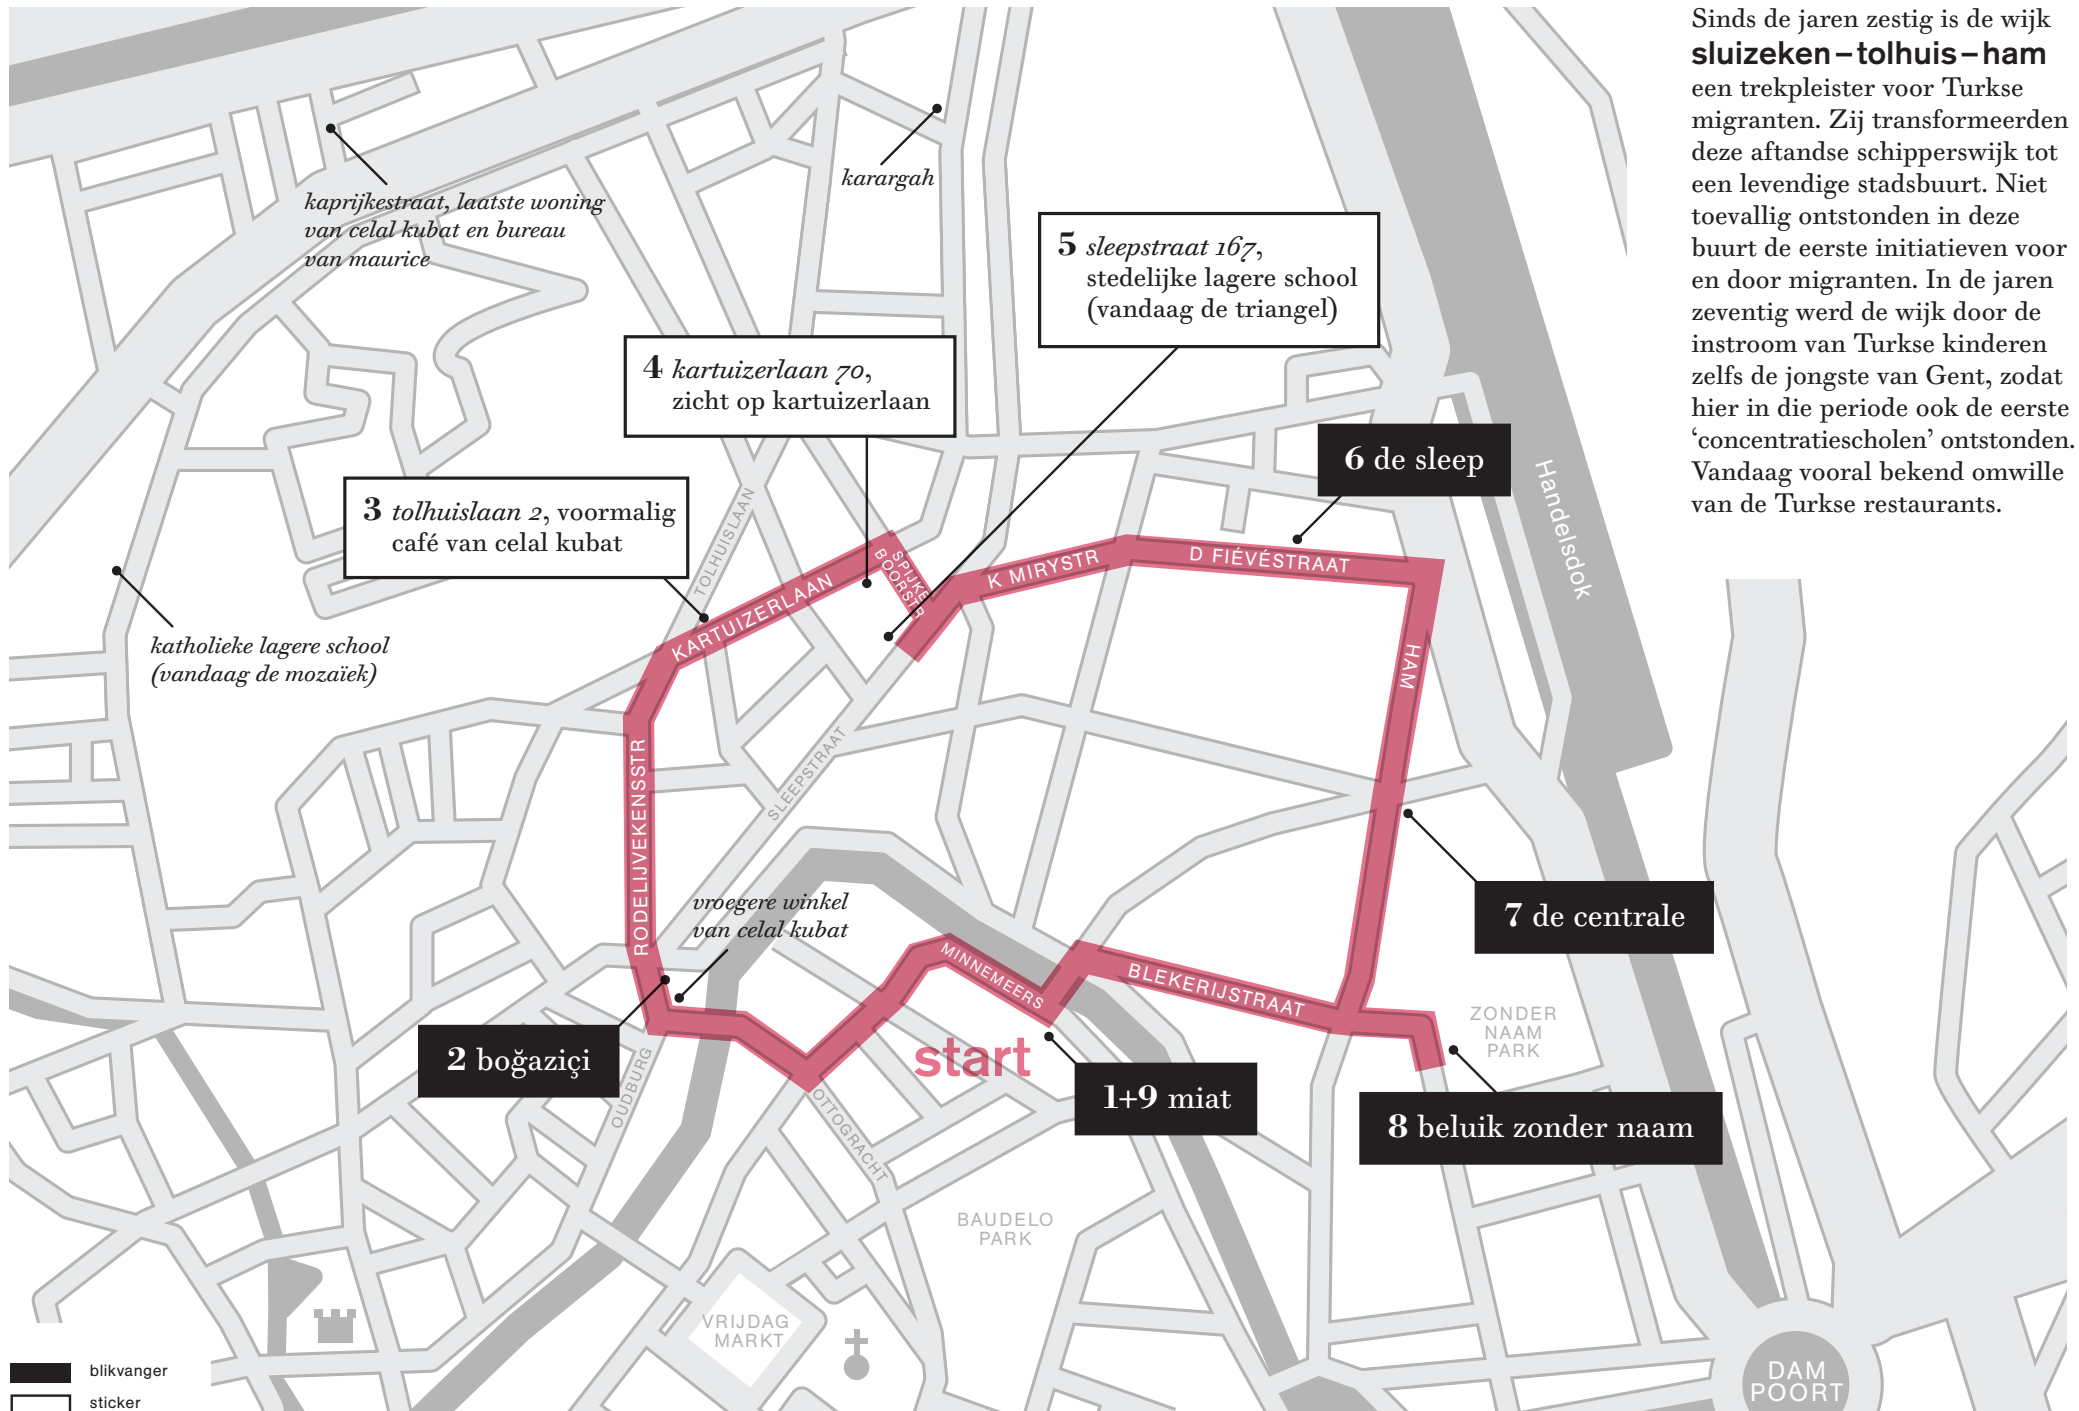 Sinds de jaren zestig is de wijk
sluizeken – tolhuis – ham
een trekpleister voor Turkse
migranten. Zij transformeerden
deze aftandse schipperswijk tot
een levendige stadsbuurt. Niet
toevallig ontstonden in deze
buurt de eerste initiatieven voor
en door migranten. In de jaren
zeventig werd de wijk door de
instroom van Turkse kinderen
zelfs de jongste van Gent, zodat
hier in die periode ook de eerste
‘concentratiescholen’ ontstonden.
Vandaag vooral bekend omwille
van de Turkse restaurants.
kaprijkestraat, laatste woning
van celal kubat en bureau
van maurice
karargah
5 sleepstraat 167,
stedelijke lagere school
(vandaag de triangel)
4 kartuizerlaan 70,
zicht op kartuizerlaan
3 tolhuislaan 2, voormalig
café van celal kubat
6 de sleep
Handelsdok
TOLHUISLAAN
KARTUIZERLAAN
SPIJKE
BOORSTR
K MIRYSTR
D FIÉVÉSTRAAT
HAM
katholieke lagere school
(vandaag de mozaïek)
RODELIJVEKENSSTR
SLEEPSTRAAT
vroegere winkel
van celal kubat
7 de centrale
MINNEMEERS
BLEKERIJSTRAAT
ZONDER
NAAM
PARK
start
2 boğaziçi
OUDBURG
OTTOGRACHT
1+9 miat
8 beluik zonder naam
BAUDELO
PARK
VRIJDAG
MARKT
DAM
POORT
blikvanger
sticker